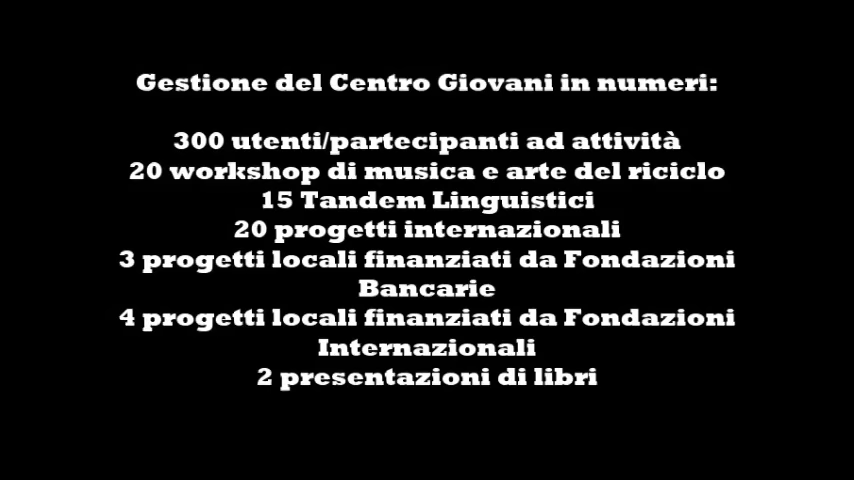 Gestione del Centro Giovani in numeri:
300 utenti/partecipanti ad attività
20 workshop di musica e arte del riciclo
15 Tandem Linguistici
20 progetti internazionali
3 progetti locali finanziati da Fondazioni
Bancarie
4 progetti locali finanziati da Fondazioni
Internazionali
2 presentazioni di libri